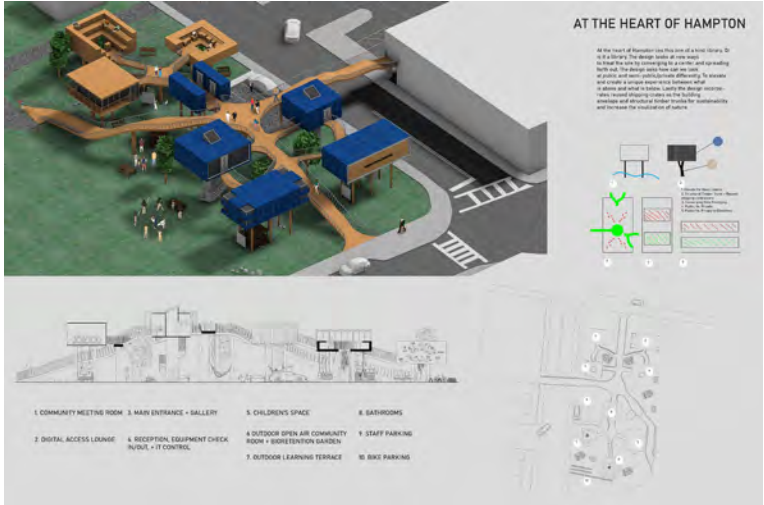 AT THE HEART OF HAMPTON
At the heart of Hampton lies this one of a kind library. Or
is it a library. The design looks at new ways
to treat the site by converging to a center and spreading
forth out. The design asks how can we look
at public and semi-public/private differently. To elevate
and create a unique experience between what
is above and what is below. Lastly the design
reused shipping crates as the building
envelope and structural timber trunks for sustainability
and increase the visualization of nature.
1. COMMUNITY MEETING ROOM
2. DIGITAL ACCESS LOUNGE
3. MAIN ENTRANCE + GALLERY
4. RECEPTION, EQUIPMENT CHECK
IN/OUT, + IT CONTROL
5. CHILDREN'S SPACE
6 OUTDOOR OPEN AIR COMMUNITY
ROOM + BIORETENTION GARDEN
7. OUTDOOR LEARNING TERRACE
8. BATHROOMS
9. STAFF PARKING
10. BIKE PARKING